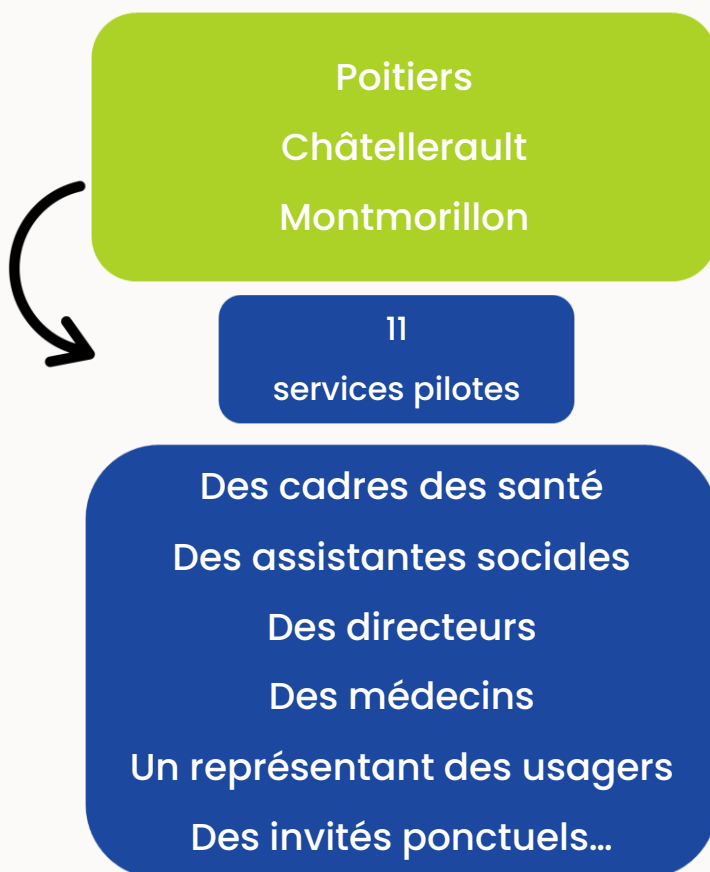 Poitiers
Châtellerault
Montmorillon
11
services pilotes
Des cadres des santé
Des assistantes sociales
Des directeurs
Des médecins
Un représentant des usagers
Des invités ponctuels...